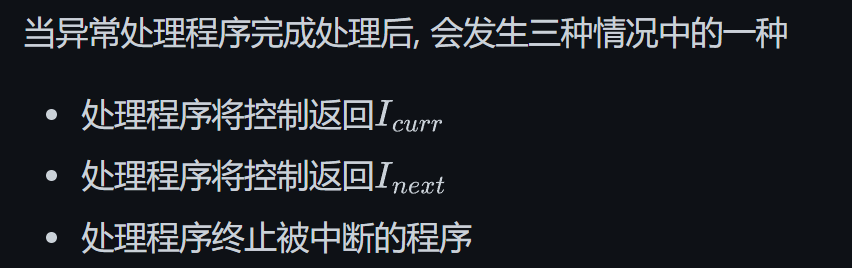 当异常处理程序完成处理后, 会发生三种情况中的一种
• 处理程序将控制返回I_curr
• 处理程序将控制返回I_next
• 处理程序终止被中断的程序